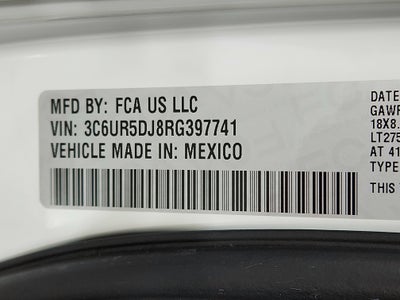 MFD BY: FCA US LLC
VIN: 3C6UR5DJ8RG397741
VEHICLE MADE IN: MEXICO
DATE
GAWR
18X8.
LT275
AT 41
TYPE
THIS